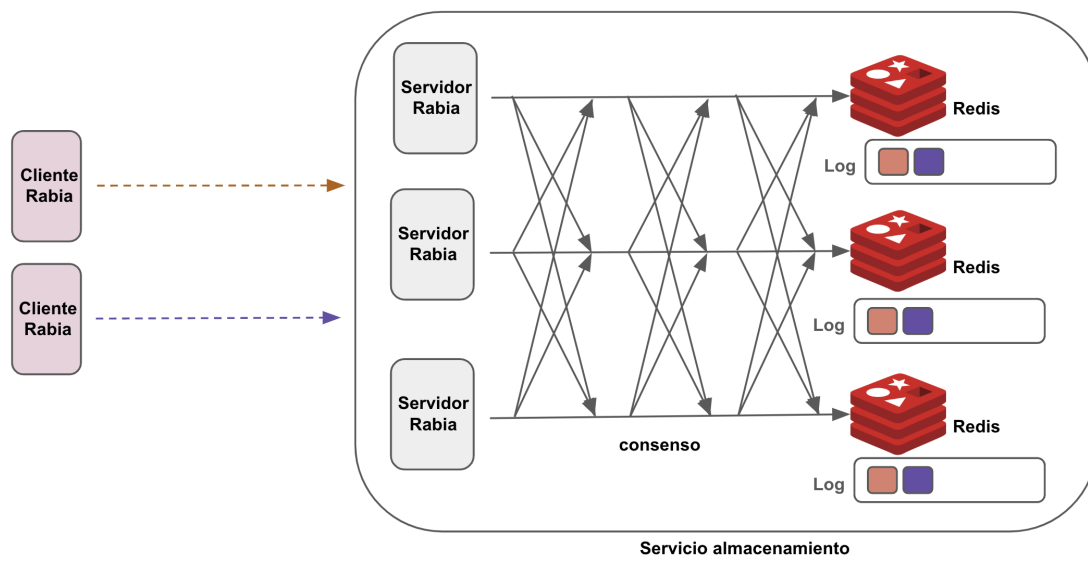 Servidor
Rabia
Redis
Log
Cliente
Rabia
Servidor
Rabia
Redis
Log
Cliente
Rabia
Servidor
Rabia
Redis
consenso
Log
Servicio almacenamiento